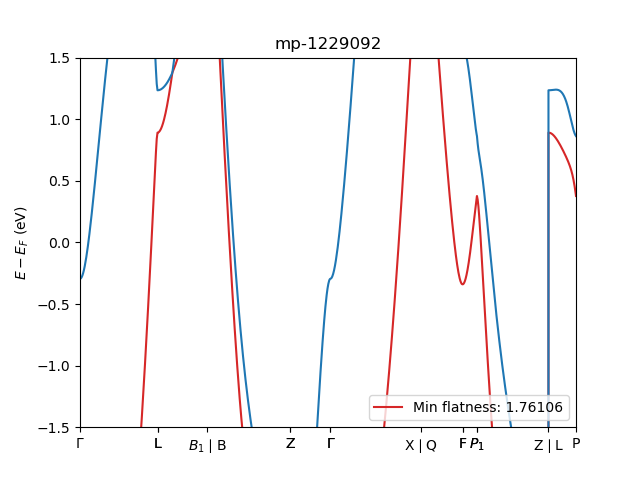 mp-1229092
1.5
1.0
0.5
0.0
−0.5
−1.0
−1.5
E − E_F (eV)
Min flatness: 1.76106
Γ L B₁ | B Z Γ X | Q F P₁ Z | L P